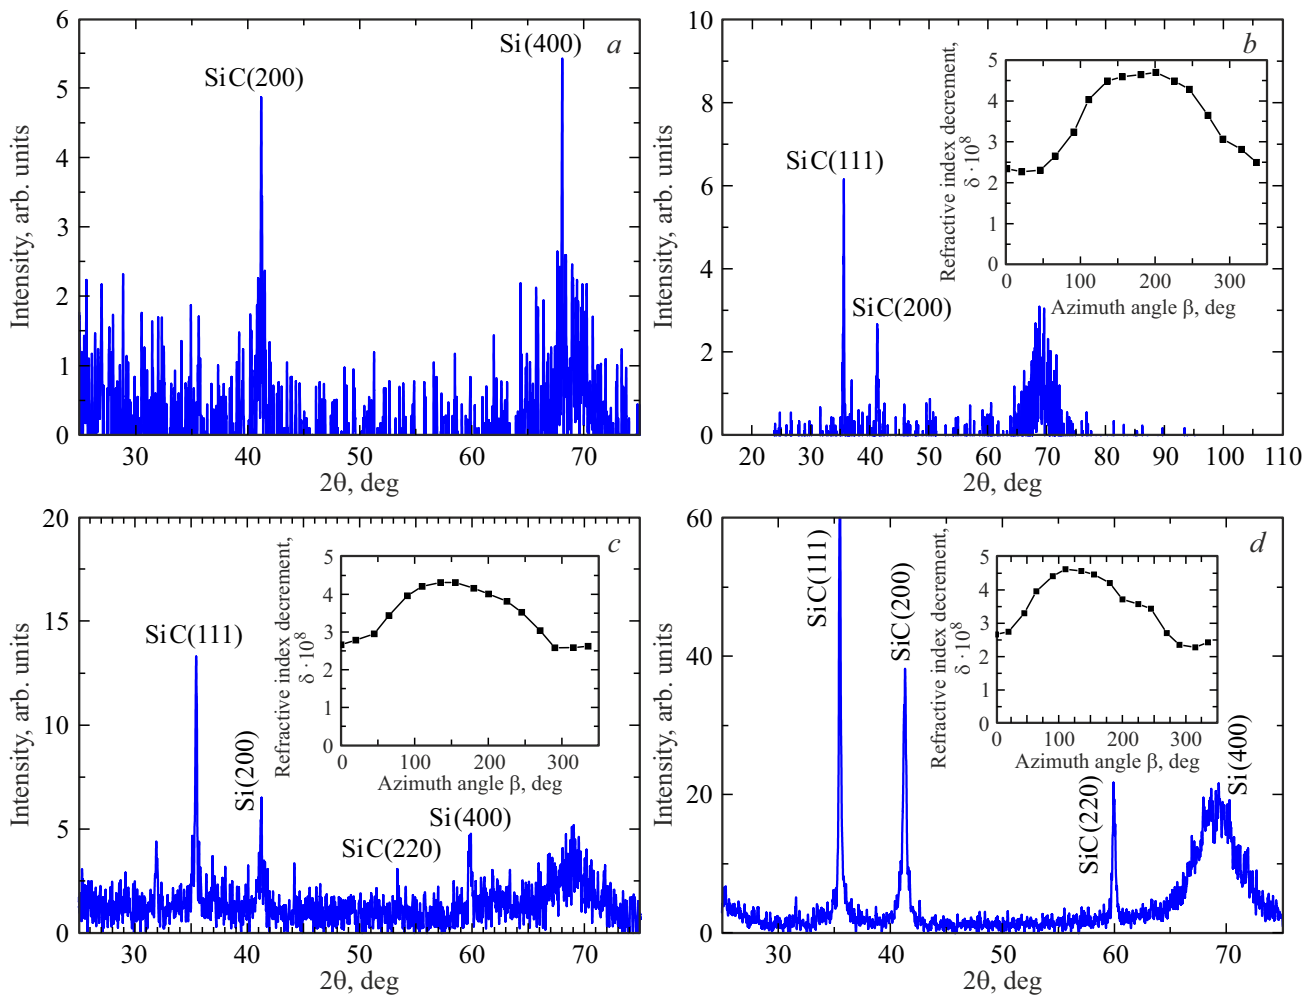 6
5
4
3
2
1
0
30
40
50
60
70
Intensity, arb. units
2θ, deg
SiC(200)
Si(400)
a
10
8
6
4
2
0
20
30
40
50
60
70
80
90
100
110
Intensity, arb. units
2θ, deg
SiC(111)
SiC(200)
b
Refractive index decrement,
δ·10⁸
5
4
3
2
1
0
0
100
200
300
Azimuth angle β, deg
20
15
10
5
0
30
40
50
60
70
Intensity, arb. units
2θ, deg
SiC(111)
Si(200)
SiC(220)
Si(400)
c
Refractive index decrement,
δ·10⁸
5
4
3
2
1
0
0
100
200
300
Azimuth angle β, deg
60
40
20
0
30
40
50
60
70
Intensity, arb. units
2θ, deg
SiC(111)
SiC(200)
SiC(220)
Si(400)
d
Refractive index decrement,
δ·10⁸
5
4
3
2
1
0
0
100
200
300
Azimuth angle β, deg